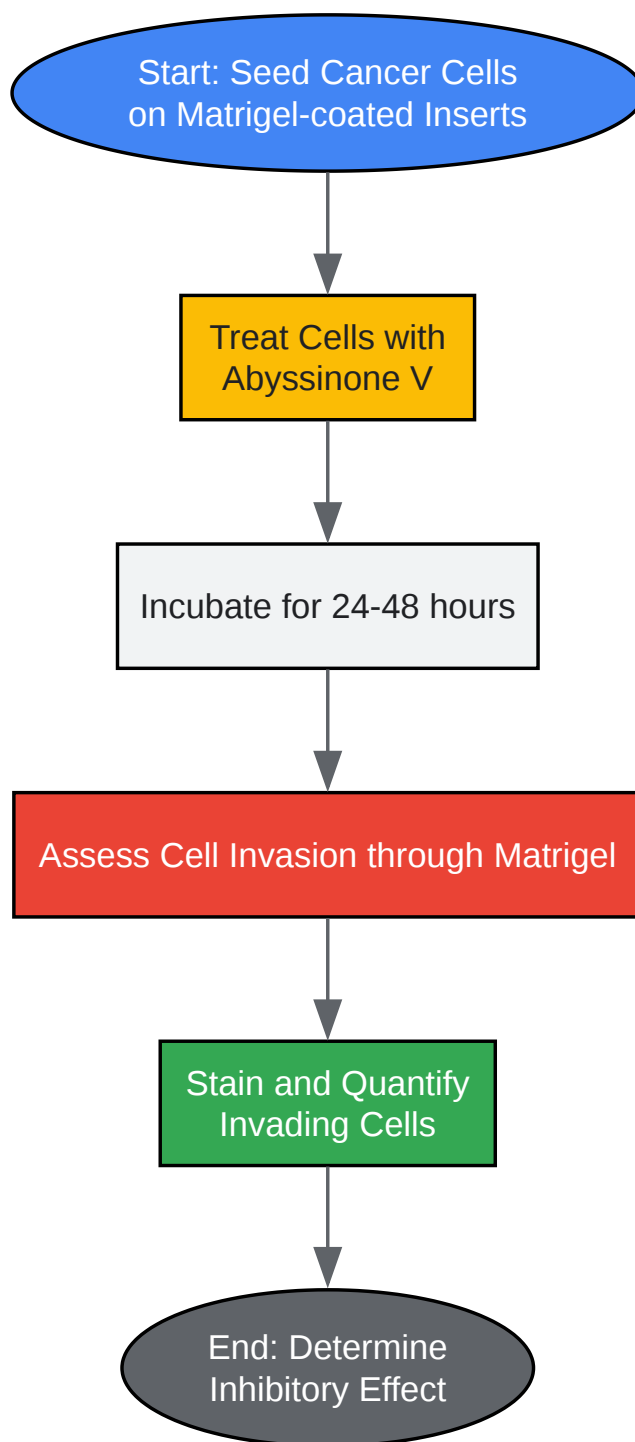 Start: Seed Cancer Cells
on Matrigel-coated Inserts
Treat Cells with
Abyssinone V
Incubate for 24-48 hours
Assess Cell Invasion through Matrigel
Stain and Quantify
Invading Cells
End: Determine
Inhibitory Effect